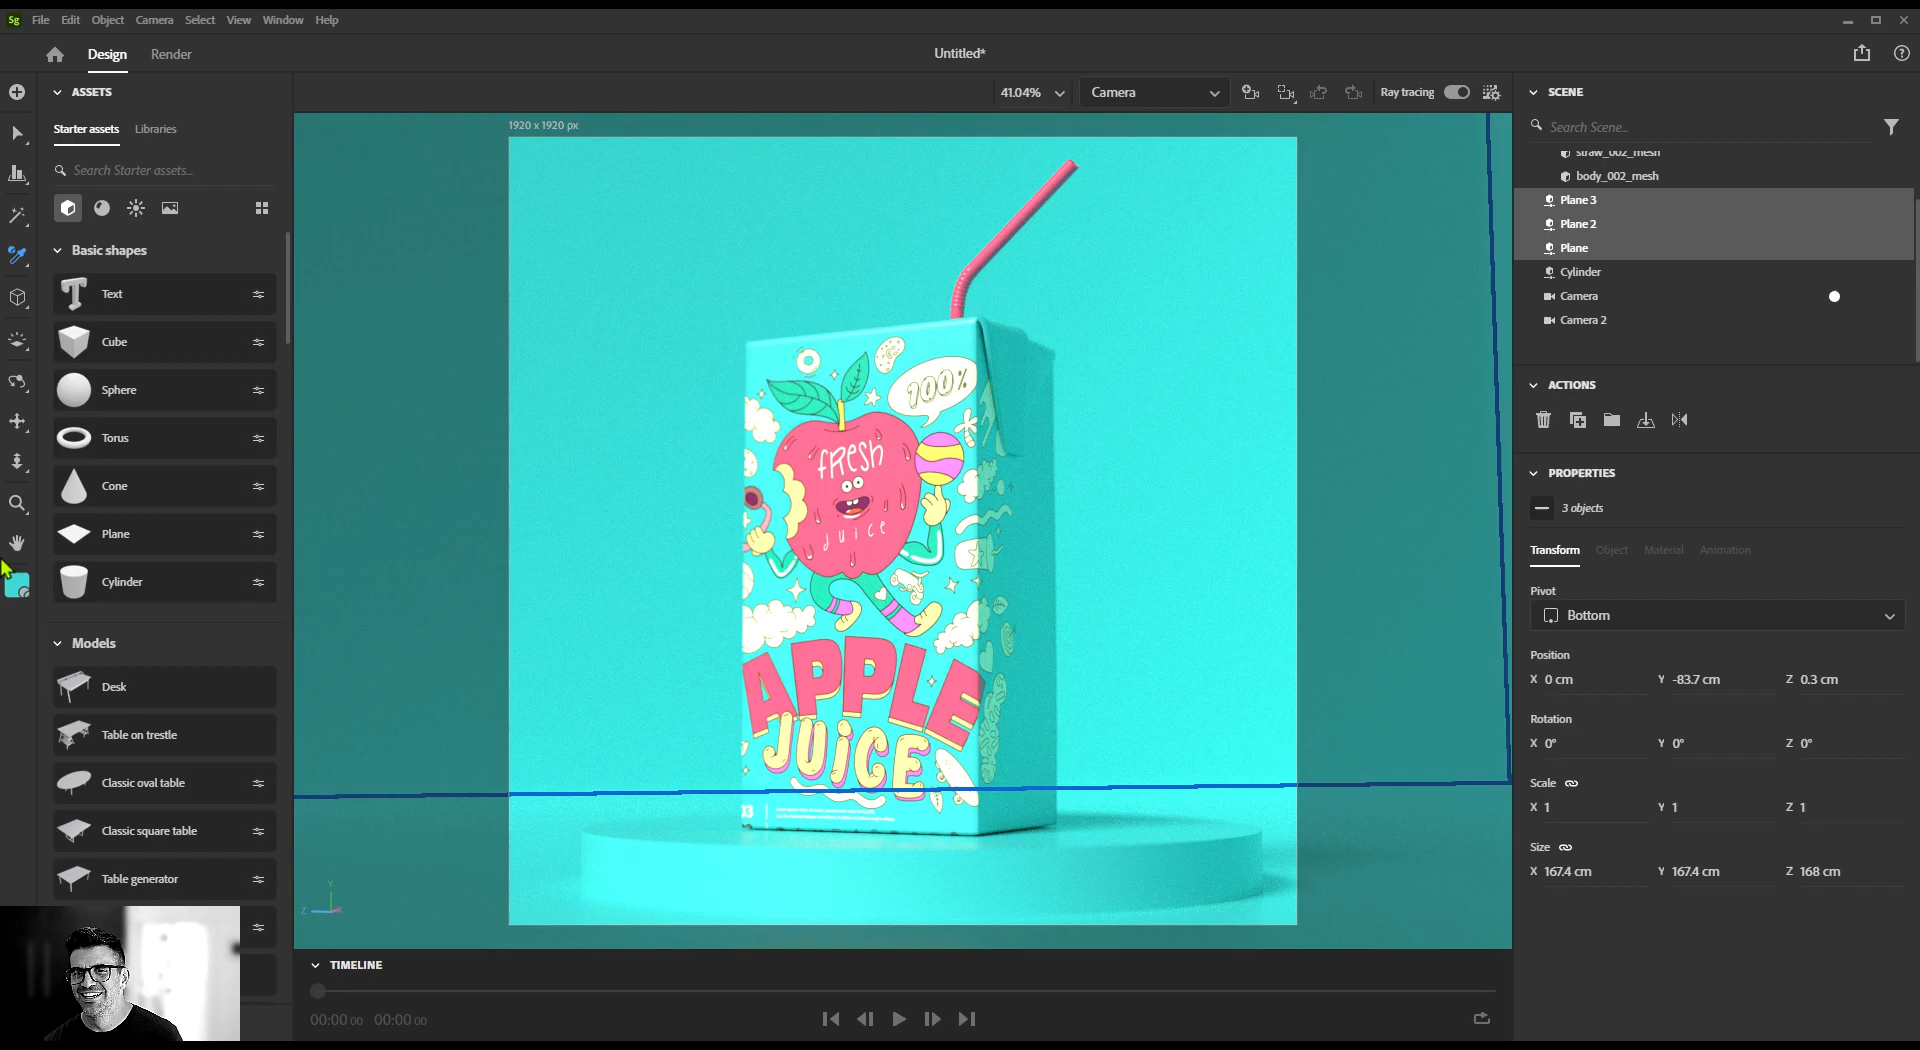 Sg File Edit Object Camera Select View Window Help
Design Render
Untitled*
ASSETS
Starter assets Libraries
Search Starter assets...
Basic shapes
Text
Cube
Sphere
Torus
Cone
Plane
Cylinder
Models
Desk
Table on trestle
Classic oval table
Classic square table
Table generator
41.04% Camera Ray tracing
1920 x 1920 px
100%
fresh
juice
APPLE
JUiCE
03
Y
Z
TIMELINE
00:00 00 00:00 00
SCENE
Search Scene...
straw_002_mesh
body_002_mesh
Plane 3
Plane 2
Plane
Cylinder
Camera
Camera 2
ACTIONS
PROPERTIES
3 objects
Transform Object Material Animation
Pivot
Bottom
Position
X 0 cm Y -83.7 cm Z 0.3 cm
Rotation
X 0° Y 0° Z 0°
Scale
X 1 Y 1 Z 1
Size
X 167.4 cm Y 167.4 cm Z 168 cm